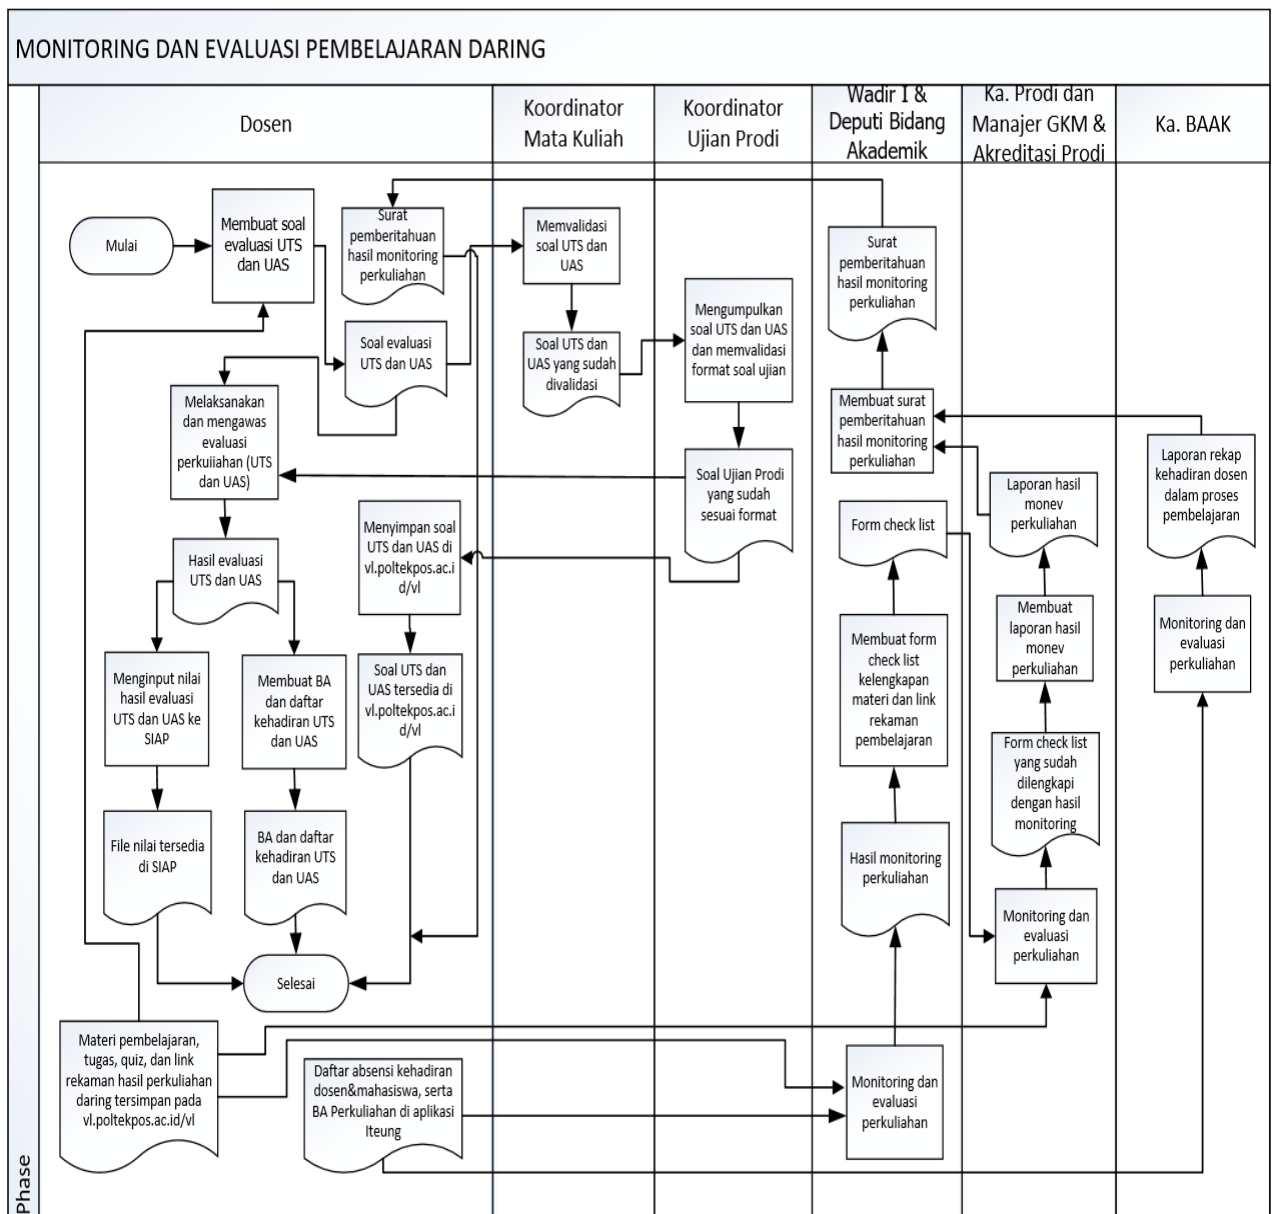 MONITORING DAN EVALUASI PEMBELAJARAN DARING
Dosen
Koordinator
Mata Kuliah
Koordinator
Ujian Prodi
Wadir I &
Deputi Bidang
Akademik
Ka. Prodi dan
Manajer GKM &
Akreditasi Prodi
Ka. BAAK
Mulai
Membuat soal
evaluasi UTS
dan UAS
Surat
pemberitahuan
hasil monitoring
perkuliahan
Soal evaluasi
UTS dan UAS
Melaksanakan
dan mengawas
evaluasi
perkuiiahan (UTS
dan UAS)
Hasil evaluasi
UTS dan UAS
Menginput nilai
hasil evaluasi
UTS dan UAS ke
SIAP
Membuat BA
dan daftar
kehadiran UTS
dan UAS
File nilai tersedia
di SIAP
BA dan daftar
kehadiran UTS
dan UAS
Selesai
Menyimpan soal
UTS dan UAS di
vl.poltekpos.ac.i
d/vl
Soal UTS dan
UAS tersedia di
vl.poltekpos.ac.i
d/vl
Materi pembelajaran,
tugas, quiz, dan link
rekaman hasil perkuliahan
daring tersimpan pada
vl.poltekpos.ac.id/vl
Daftar absensi kehadiran
dosen&mahasiswa, serta
BA Perkuliahan di aplikasi
Iteung
Memvalidasi
soal UTS dan
UAS
Soal UTS dan
UAS yang sudah
divalidasi
Mengumpulkan
soal UTS dan UAS
dan memvalidasi
format soal ujian
Soal Ujian Prodi
yang sudah
sesuai format
Surat
pemberitahuan
hasil monitoring
perkuliahan
Membuat surat
pemberitahuan
hasil monitoring
perkuliahan
Form check list
Membuat form
check list
kelengkapan
materi dan link
rekaman
pembelajaran
Hasil monitoring
perkuliahan
Monitoring dan
evaluasi
perkuliahan
Laporan hasil
monev
perkuliahan
Membuat
laporan hasil
monev
perkuliahan
Form check list
yang sudah
dilengkapi
dengan hasil
monitoring
Monitoring dan
evaluasi
perkuliahan
Laporan rekap
kehadiran dosen
dalam proses
pembelajaran
Monitoring dan
evaluasi
perkuliahan
Phase